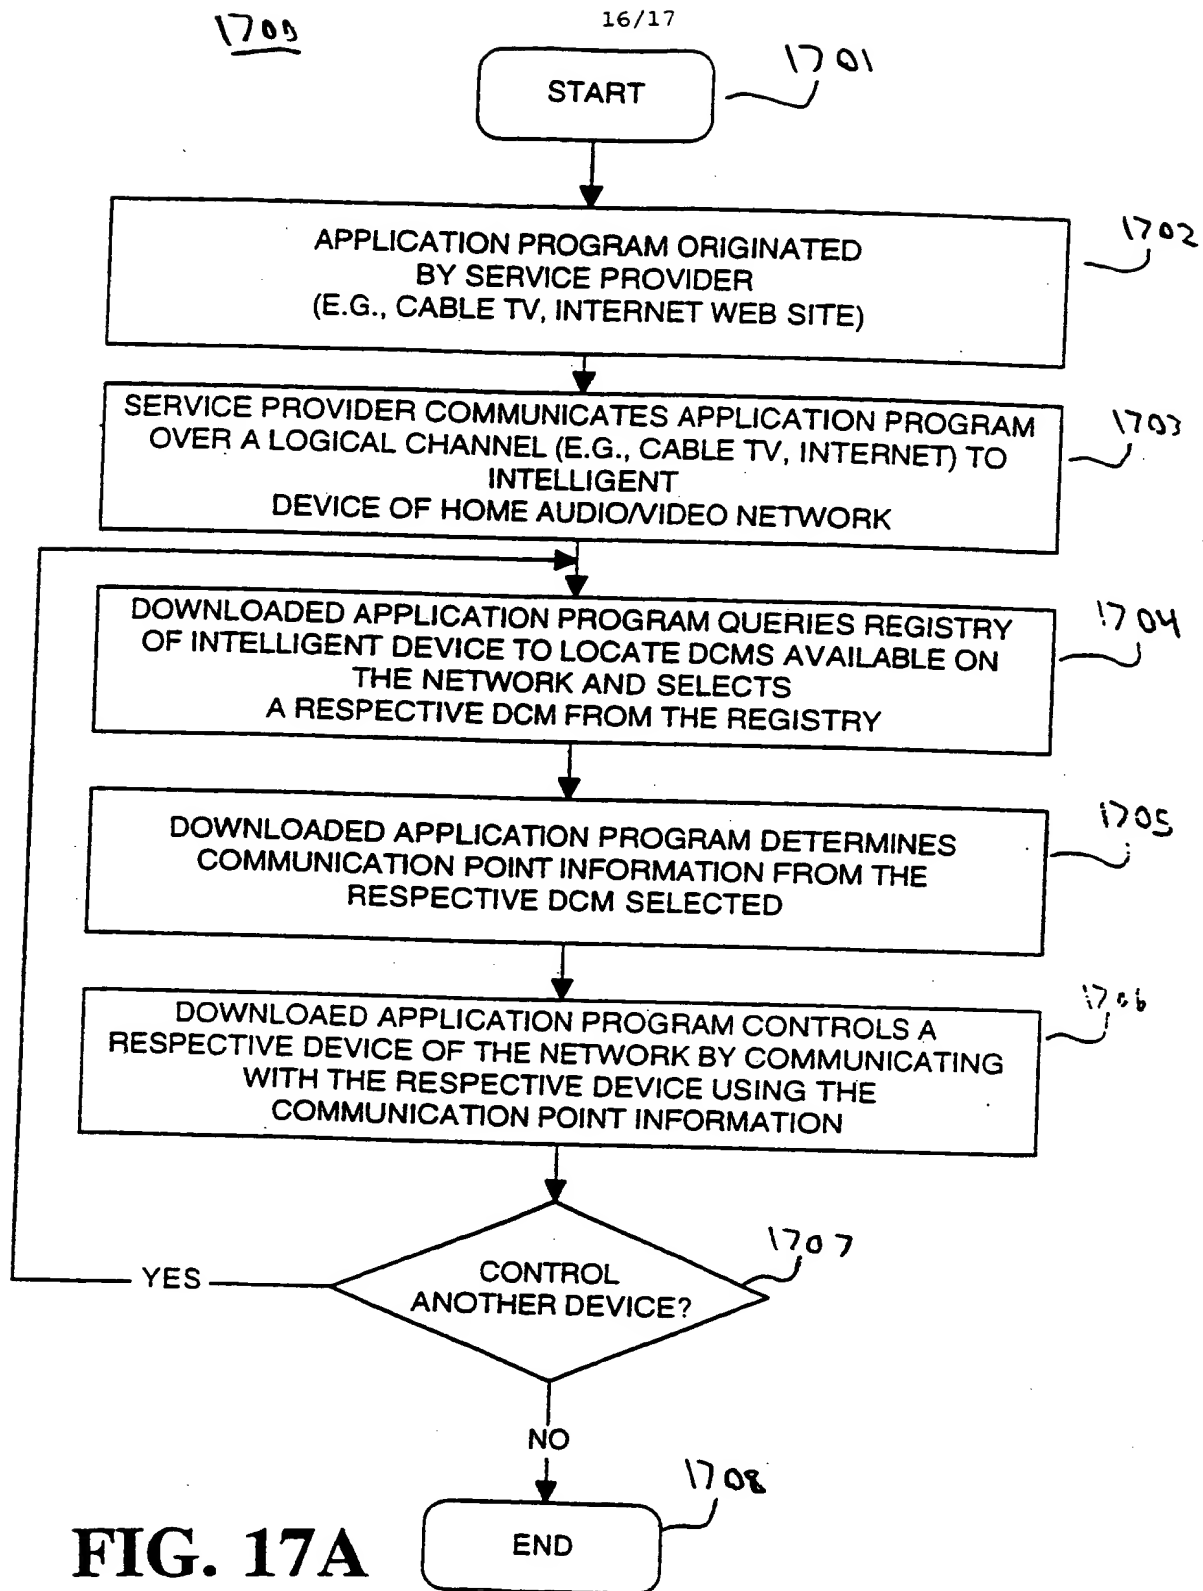 1700
16/17
START
1701
APPLICATION PROGRAM ORIGINATED
BY SERVICE PROVIDER
(E.G., CABLE TV, INTERNET WEB SITE)
1702
SERVICE PROVIDER COMMUNICATES APPLICATION PROGRAM
OVER A LOGICAL CHANNEL (E.G., CABLE TV, INTERNET) TO
INTELLIGENT
DEVICE OF HOME AUDIO/VIDEO NETWORK
1703
DOWNLOADED APPLICATION PROGRAM QUERIES REGISTRY
OF INTELLIGENT DEVICE TO LOCATE DCMS AVAILABLE ON
THE NETWORK AND SELECTS
A RESPECTIVE DCM FROM THE REGISTRY
1704
DOWNLOADED APPLICATION PROGRAM DETERMINES
COMMUNICATION POINT INFORMATION FROM THE
RESPECTIVE DCM SELECTED
1705
DOWNLOAED APPLICATION PROGRAM CONTROLS A
RESPECTIVE DEVICE OF THE NETWORK BY COMMUNICATING
WITH THE RESPECTIVE DEVICE USING THE
COMMUNICATION POINT INFORMATION
1706
CONTROL
ANOTHER DEVICE?
1707
YES
NO
END
1708
FIG. 17A